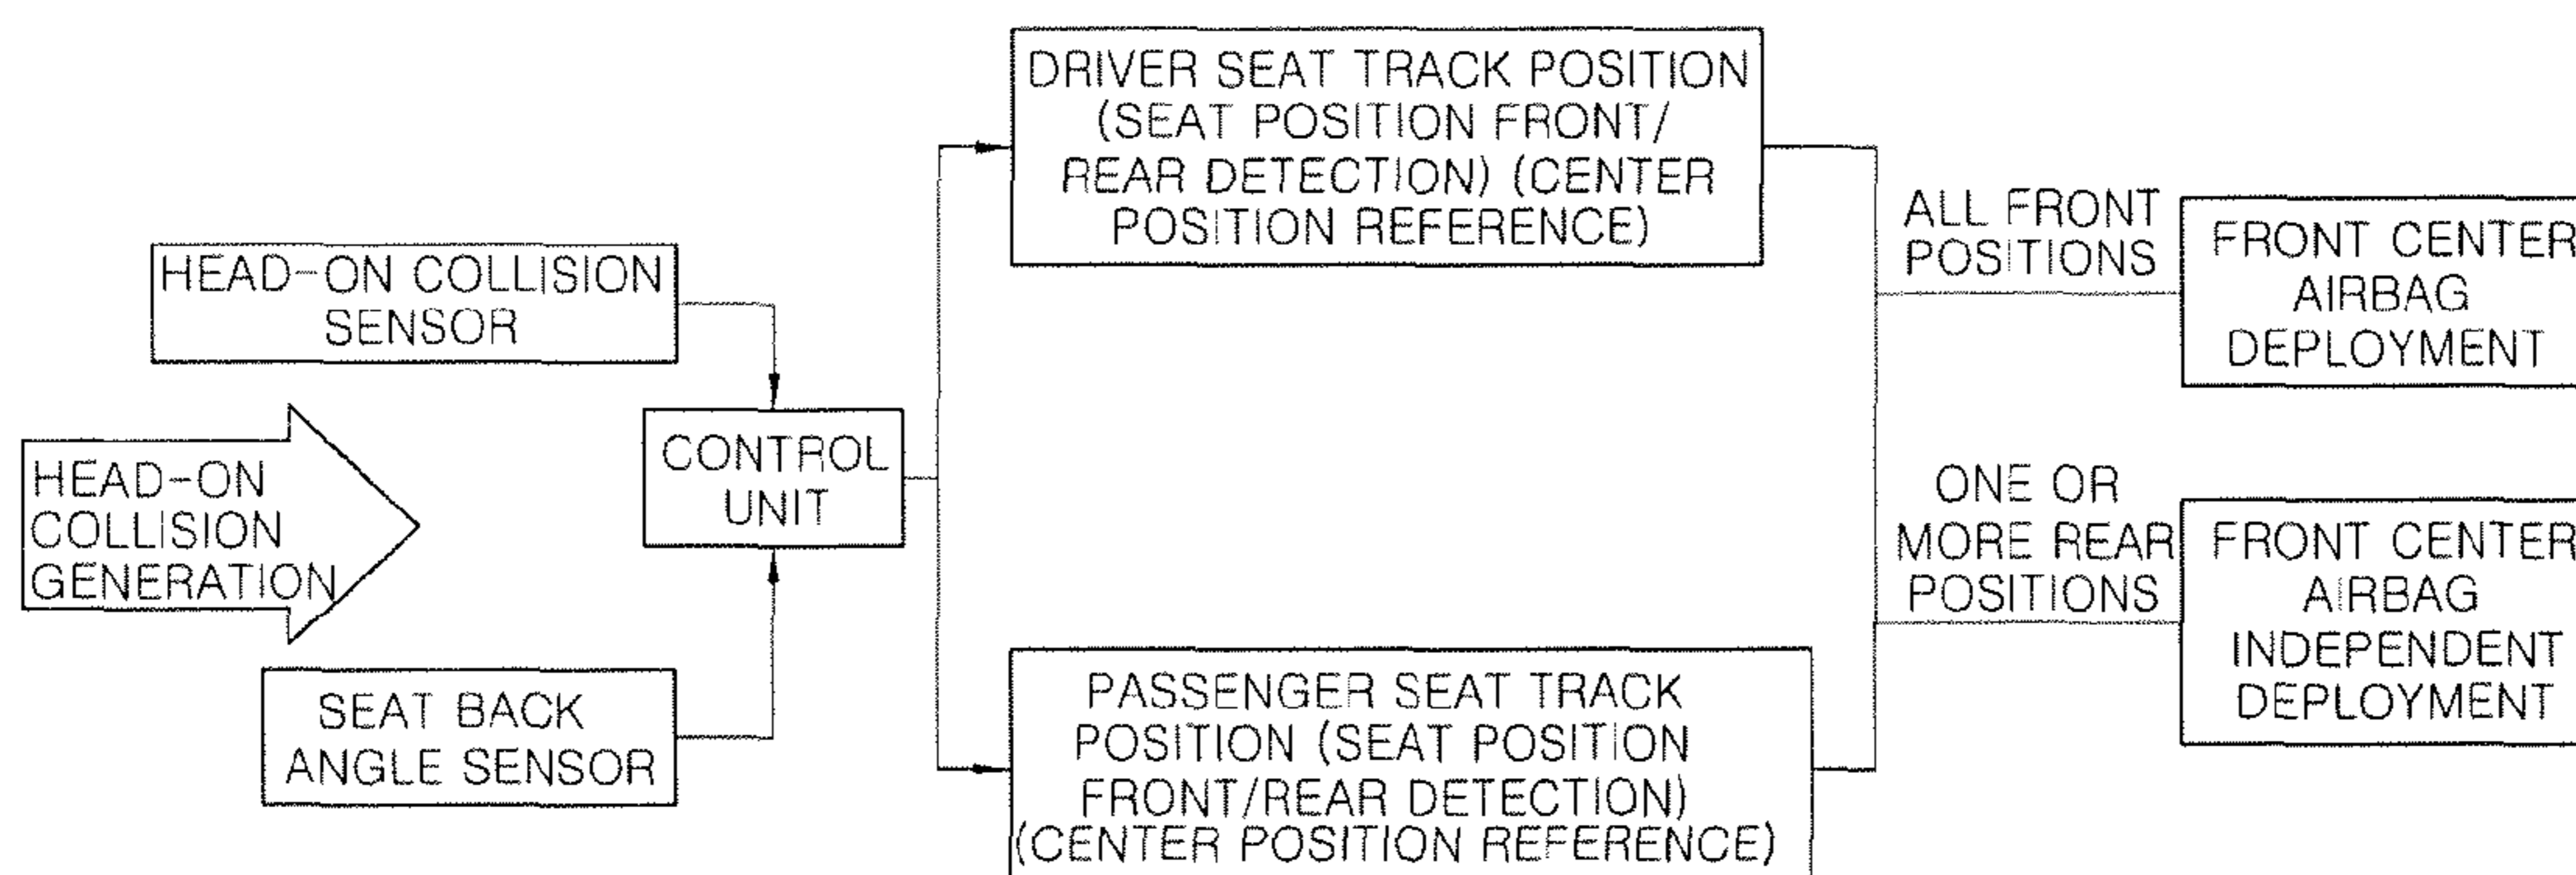 HEAD-ON
COLLISION
GENERATION
HEAD-ON COLLISION
SENSOR
SEAT BACK
ANGLE SENSOR
CONTROL
UNIT
DRIVER SEAT TRACK POSITION
(SEAT POSITION FRONT/
REAR DETECTION) (CENTER
POSITION REFERENCE)
PASSENGER SEAT TRACK
POSITION (SEAT POSITION
FRONT/REAR DETECTION)
(CENTER POSITION REFERENCE)
ALL FRONT
POSITIONS
FRONT CENTER
AIRBAG
DEPLOYMENT
ONE OR
MORE REAR
POSITIONS
FRONT CENTER
AIRBAG
INDEPENDENT
DEPLOYMENT